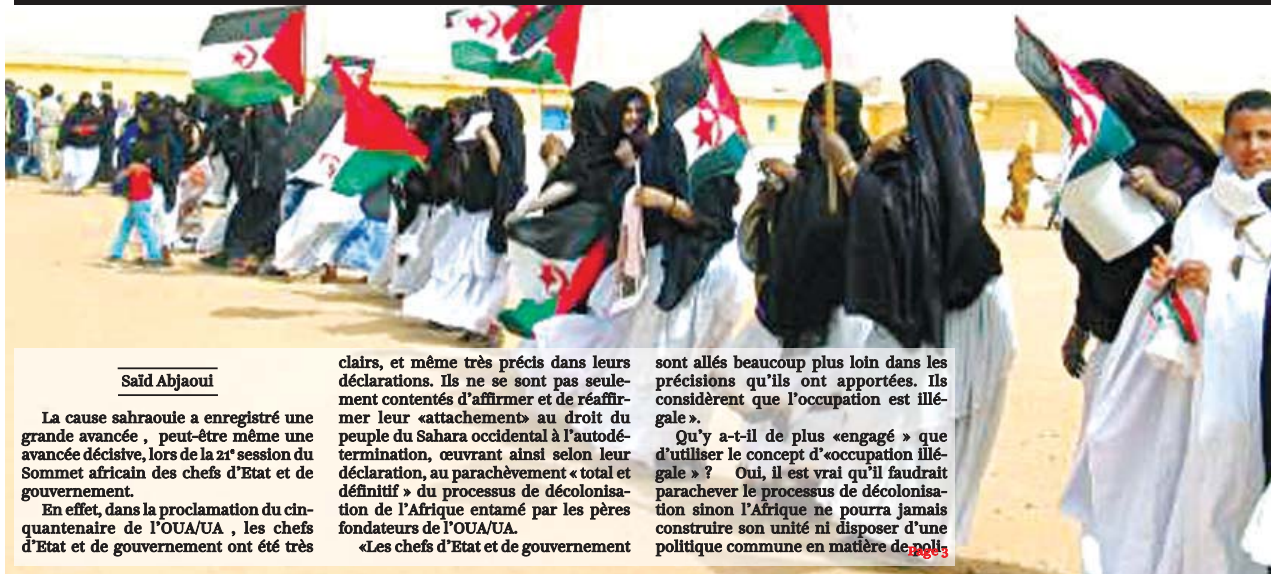 Saïd Abjaoui
La cause sahraouie a enregistré une
grande avancée , peut-être même une
avancée décisive, lors de la 21e session du
Sommet africain des chefs d'Etat et de
gouvernement.
En effet, dans la proclamation du cin-
quantenaire de l'OUA/UA , les chefs
d'Etat et de gouvernement ont été très
clairs, et même très précis dans leurs
déclarations. Ils ne se sont pas seule-
ment contentés d'affirmer et de réaffir-
mer leur «attachement» au droit du
peuple du Sahara occidental à l'autodé-
termination, œuvrant ainsi selon leur
déclaration, au parachèvement « total et
définitif » du processus de décolonisa-
tion de l'Afrique entamé par les pères
fondateurs de l'OUA/UA.
«Les chefs d'Etat et de gouvernement
sont allés beaucoup plus loin dans les
précisions qu'ils ont apportées. Ils
considèrent que l'occupation est illé-
gale ».
Qu'y a-t-il de plus «engagé » que
d'utiliser le concept d'«occupation illé-
gale » ? Oui, il est vrai qu'il faudrait
parachever le processus de décolonisa-
tion sinon l'Afrique ne pourra jamais
construire son unité ni disposer d'une
politique commune en matière de poli-
Page 3